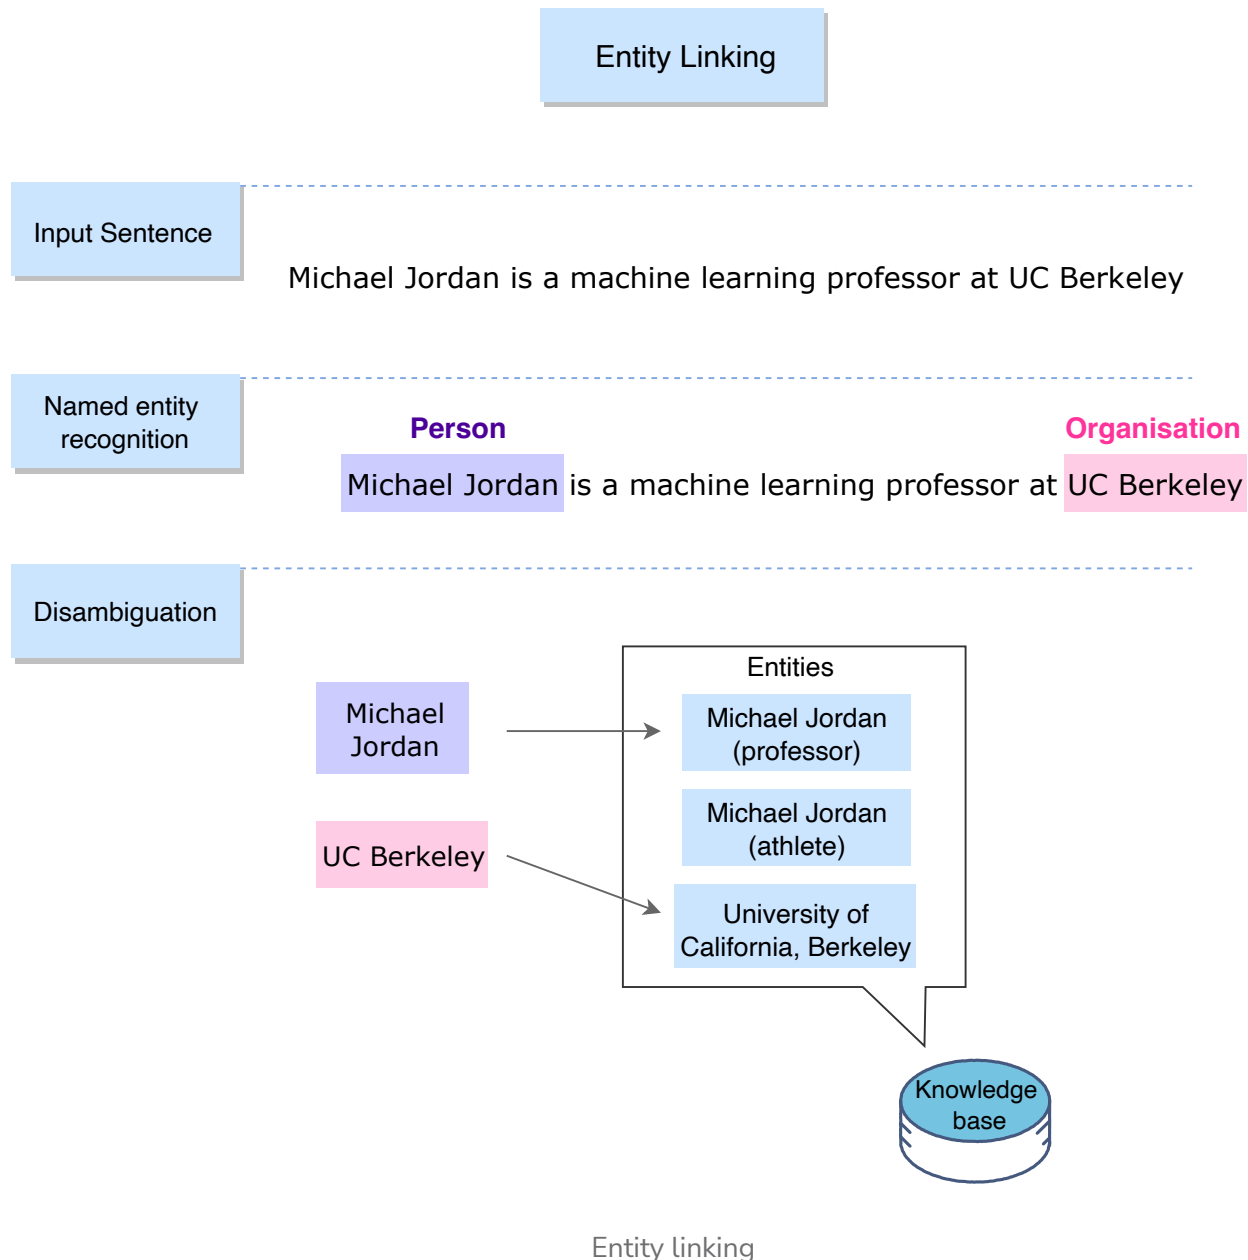 Entity Linking
Input Sentence
Michael Jordan is a machine learning professor at UC Berkeley
Named entity
recognition
Person
Organisation
Michael Jordan is a machine learning professor at UC Berkeley
Disambiguation
Entities
Michael
Jordan
Michael Jordan
(professor)
Michael Jordan
(athlete)
UC Berkeley
University of
California, Berkeley
Knowledge
base
Entity linking